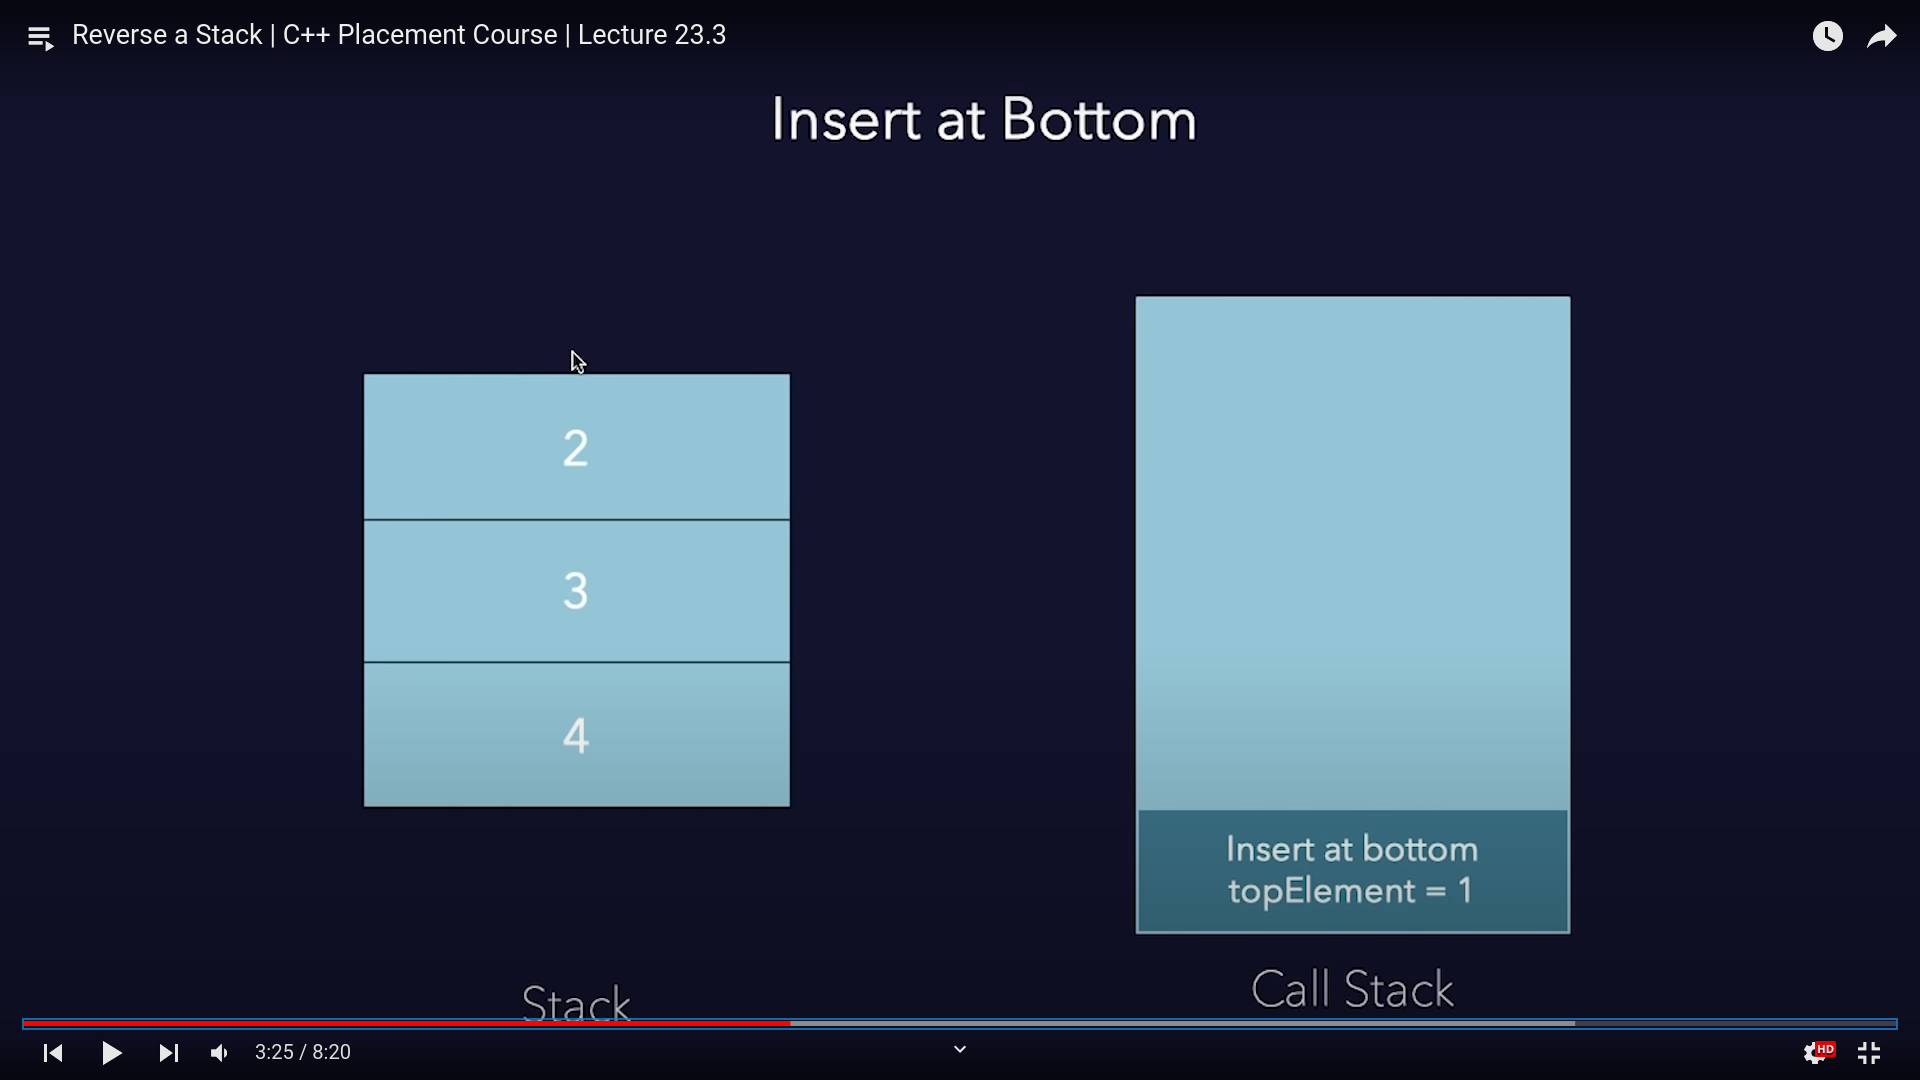 Reverse a Stack | C++ Placement Course | Lecture 23.3
Insert at Bottom
2
3
4
Insert at bottom
topElement = 1
Stack
Call Stack
3:25 / 8:20
HD